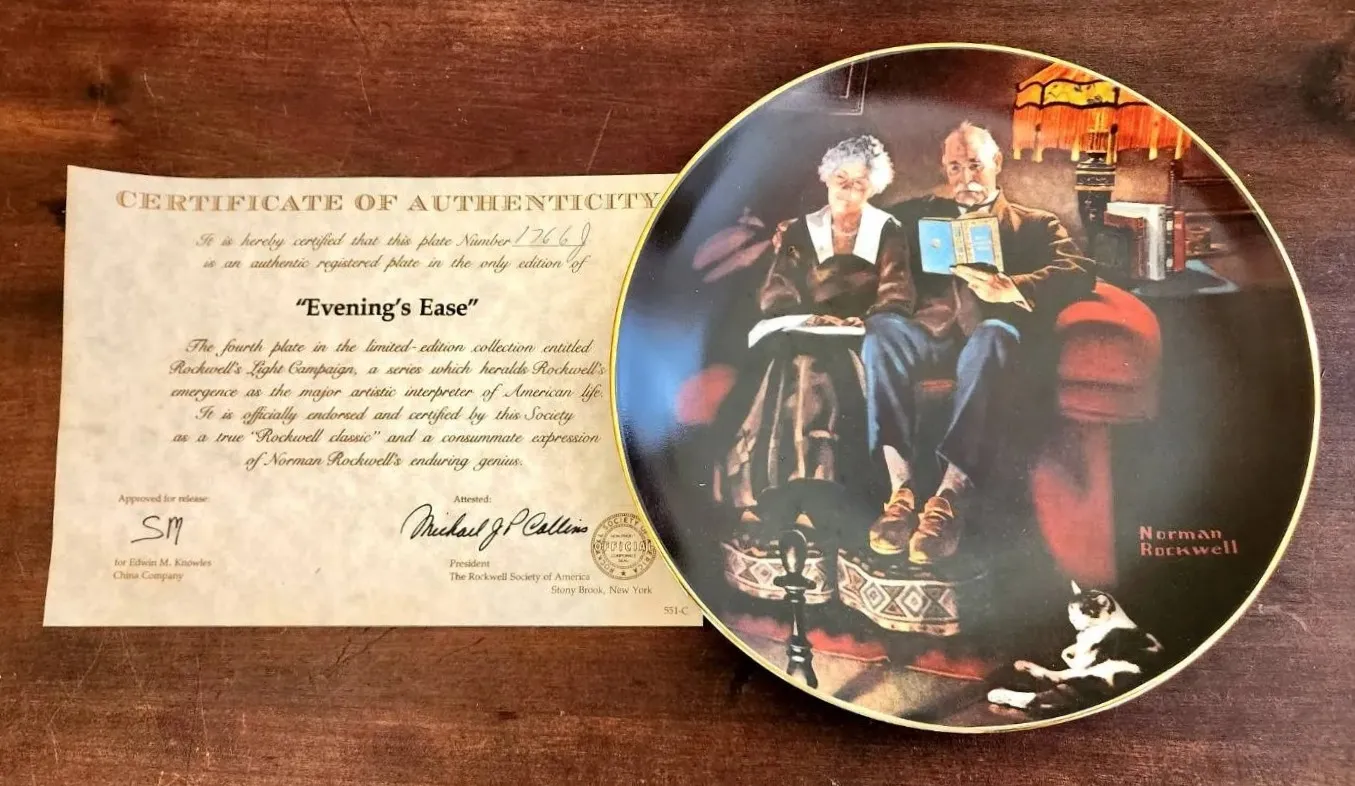 CERTIFICATE OF AUTHENTICITY
It is hereby certified that this plate Number 1766J
is an authentic registered plate in the only edition of
“Evening's Ease”
The fourth plate in the limited-edition collection entitled
Rockwell's Light Campaign, a series which heralds Rockwell's
emergence as the major artistic interpreter of American life.
It is officially endorsed and certified by this Society
as a true “Rockwell classic” and a consummate expression
of Norman Rockwell's enduring genius.
Approved for release:
SM
for Edwin M. Knowles
China Company
Attested:
Michael J P Collins
President
The Rockwell Society of America
Stony Brook, New York
551-C
Norman
Rockwell